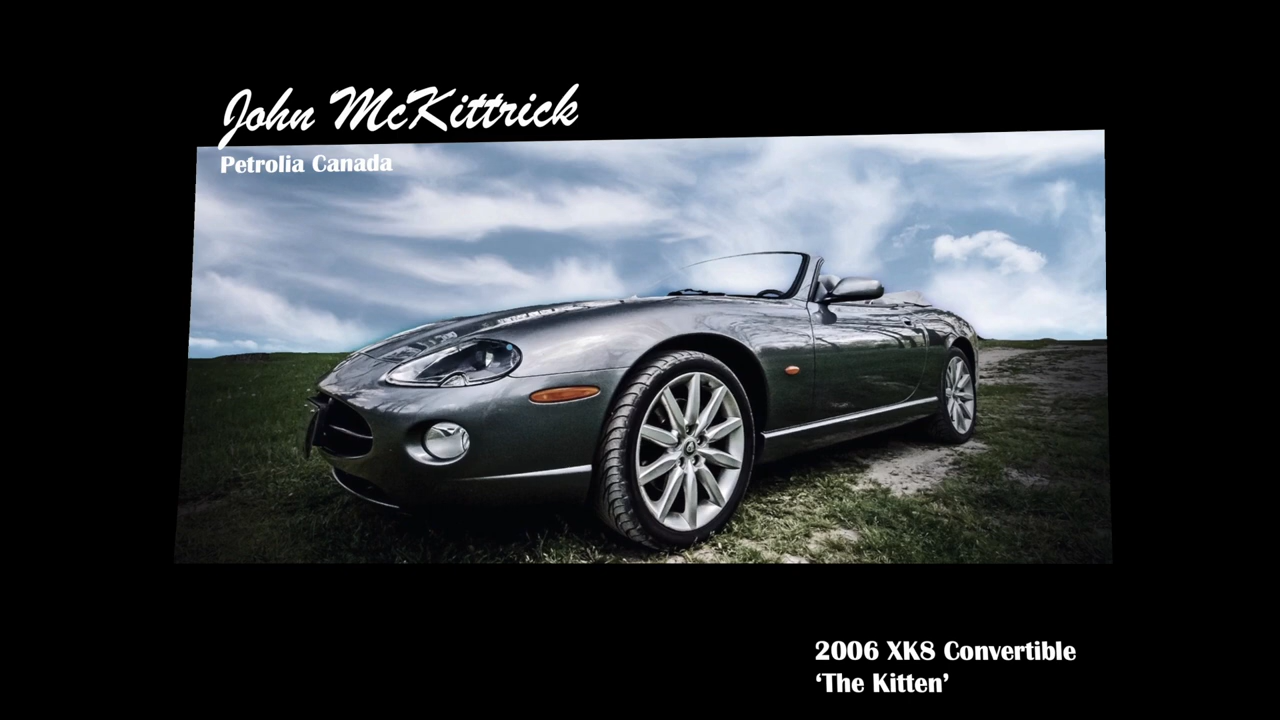 John McKittrick
Petrolia Canada
2006 XK8 Convertible
‘The Kitten’